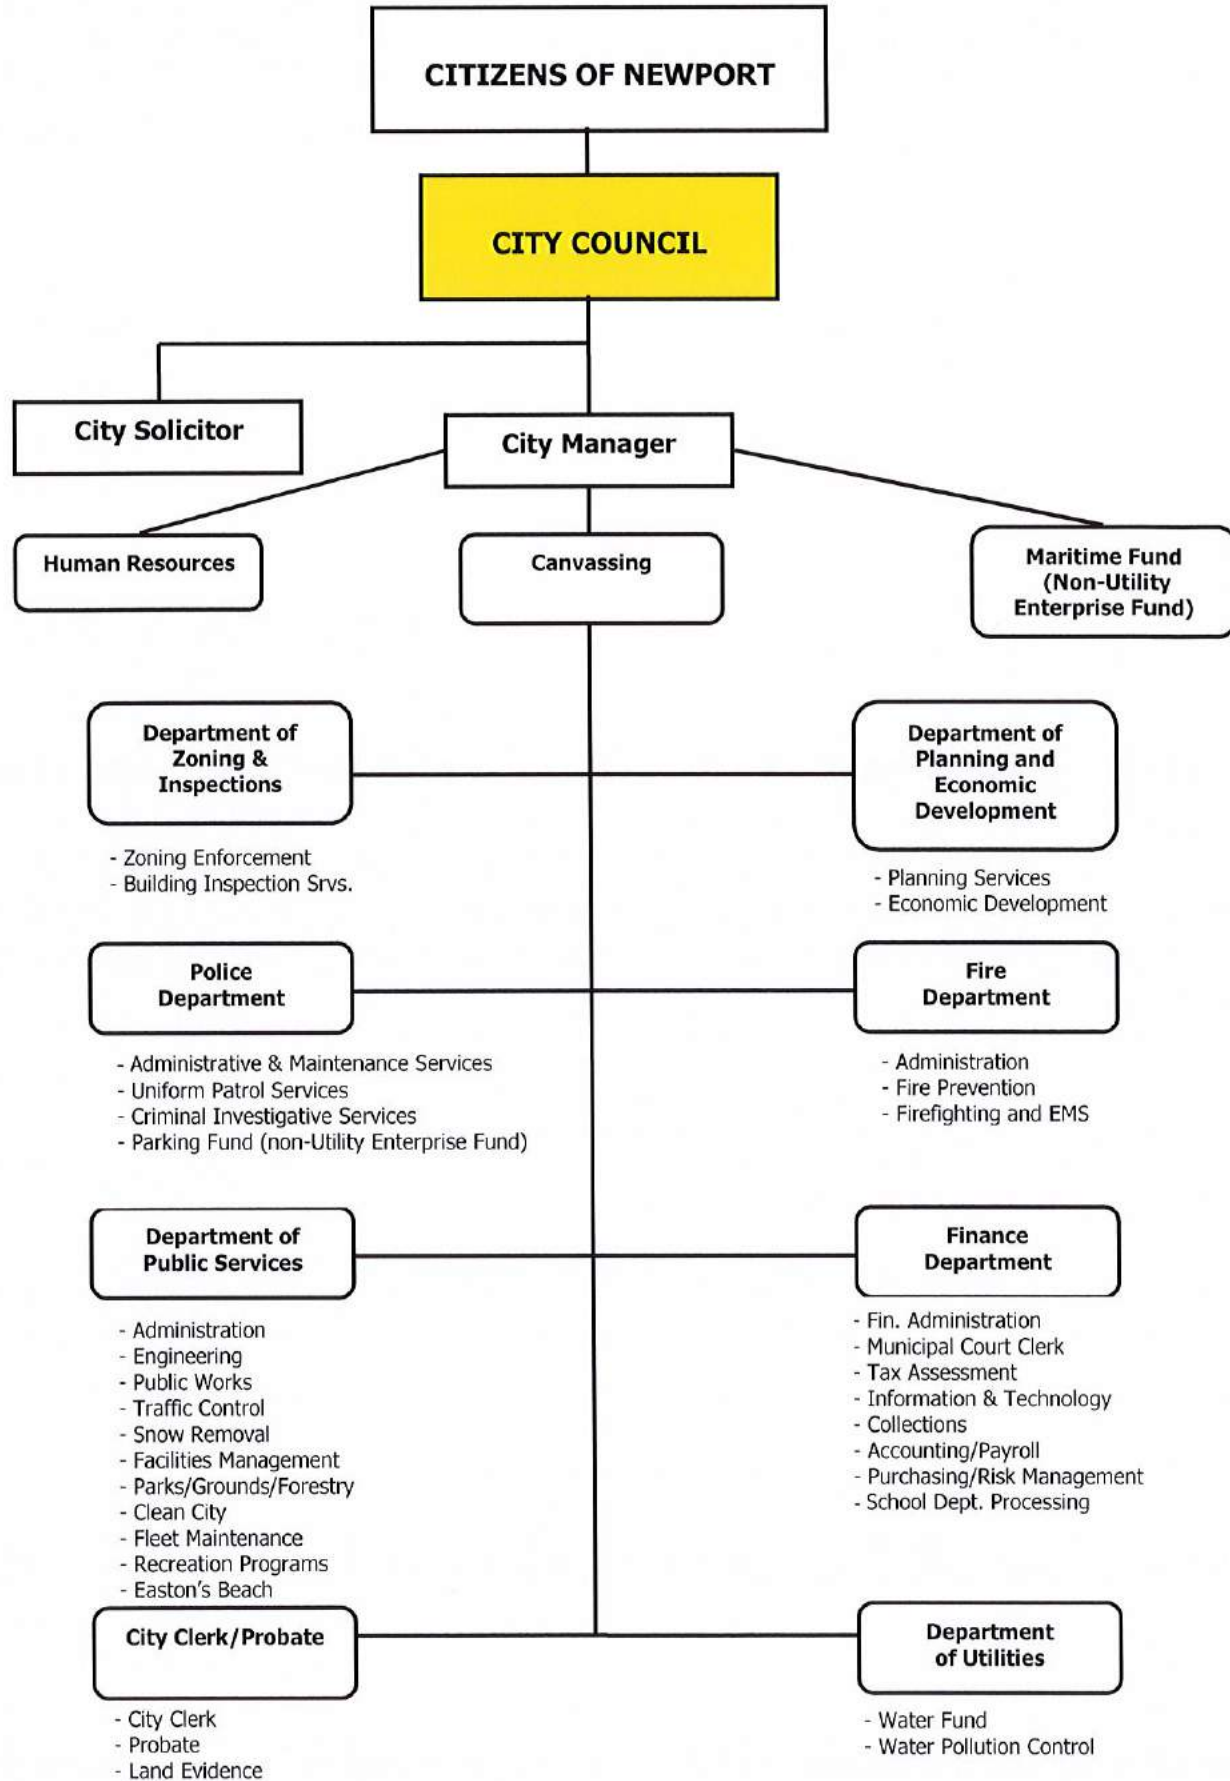 CITIZENS OF NEWPORT
CITY COUNCIL
City Solicitor
City Manager
Human Resources
Canvassing
Maritime Fund
(Non-Utility
Enterprise Fund)
Department of
Zoning &
Inspections
- Zoning Enforcement
- Building Inspection Srvs.
Department of
Planning and
Economic
Development
- Planning Services
- Economic Development
Police
Department
- Administrative & Maintenance Services
- Uniform Patrol Services
- Criminal Investigative Services
- Parking Fund (non-Utility Enterprise Fund)
Fire
Department
- Administration
- Fire Prevention
- Firefighting and EMS
Department of
Public Services
- Administration
- Engineering
- Public Works
- Traffic Control
- Snow Removal
- Facilities Management
- Parks/Grounds/Forestry
- Clean City
- Fleet Maintenance
- Recreation Programs
- Easton's Beach
Finance
Department
- Fin. Administration
- Municipal Court Clerk
- Tax Assessment
- Information & Technology
- Collections
- Accounting/Payroll
- Purchasing/Risk Management
- School Dept. Processing
City Clerk/Probate
- City Clerk
- Probate
- Land Evidence
Department
of Utilities
- Water Fund
- Water Pollution Control